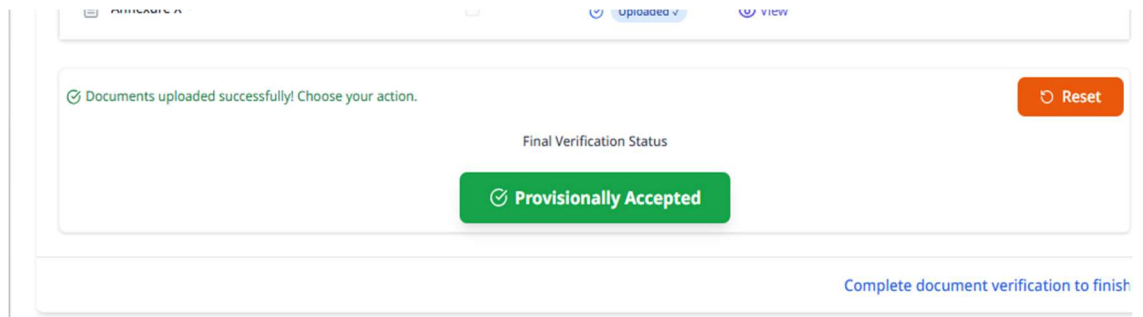 Annexure X
Uploaded ✓
View
Documents uploaded successfully! Choose your action.
Reset
Final Verification Status
Provisionally Accepted
Complete document verification to finish